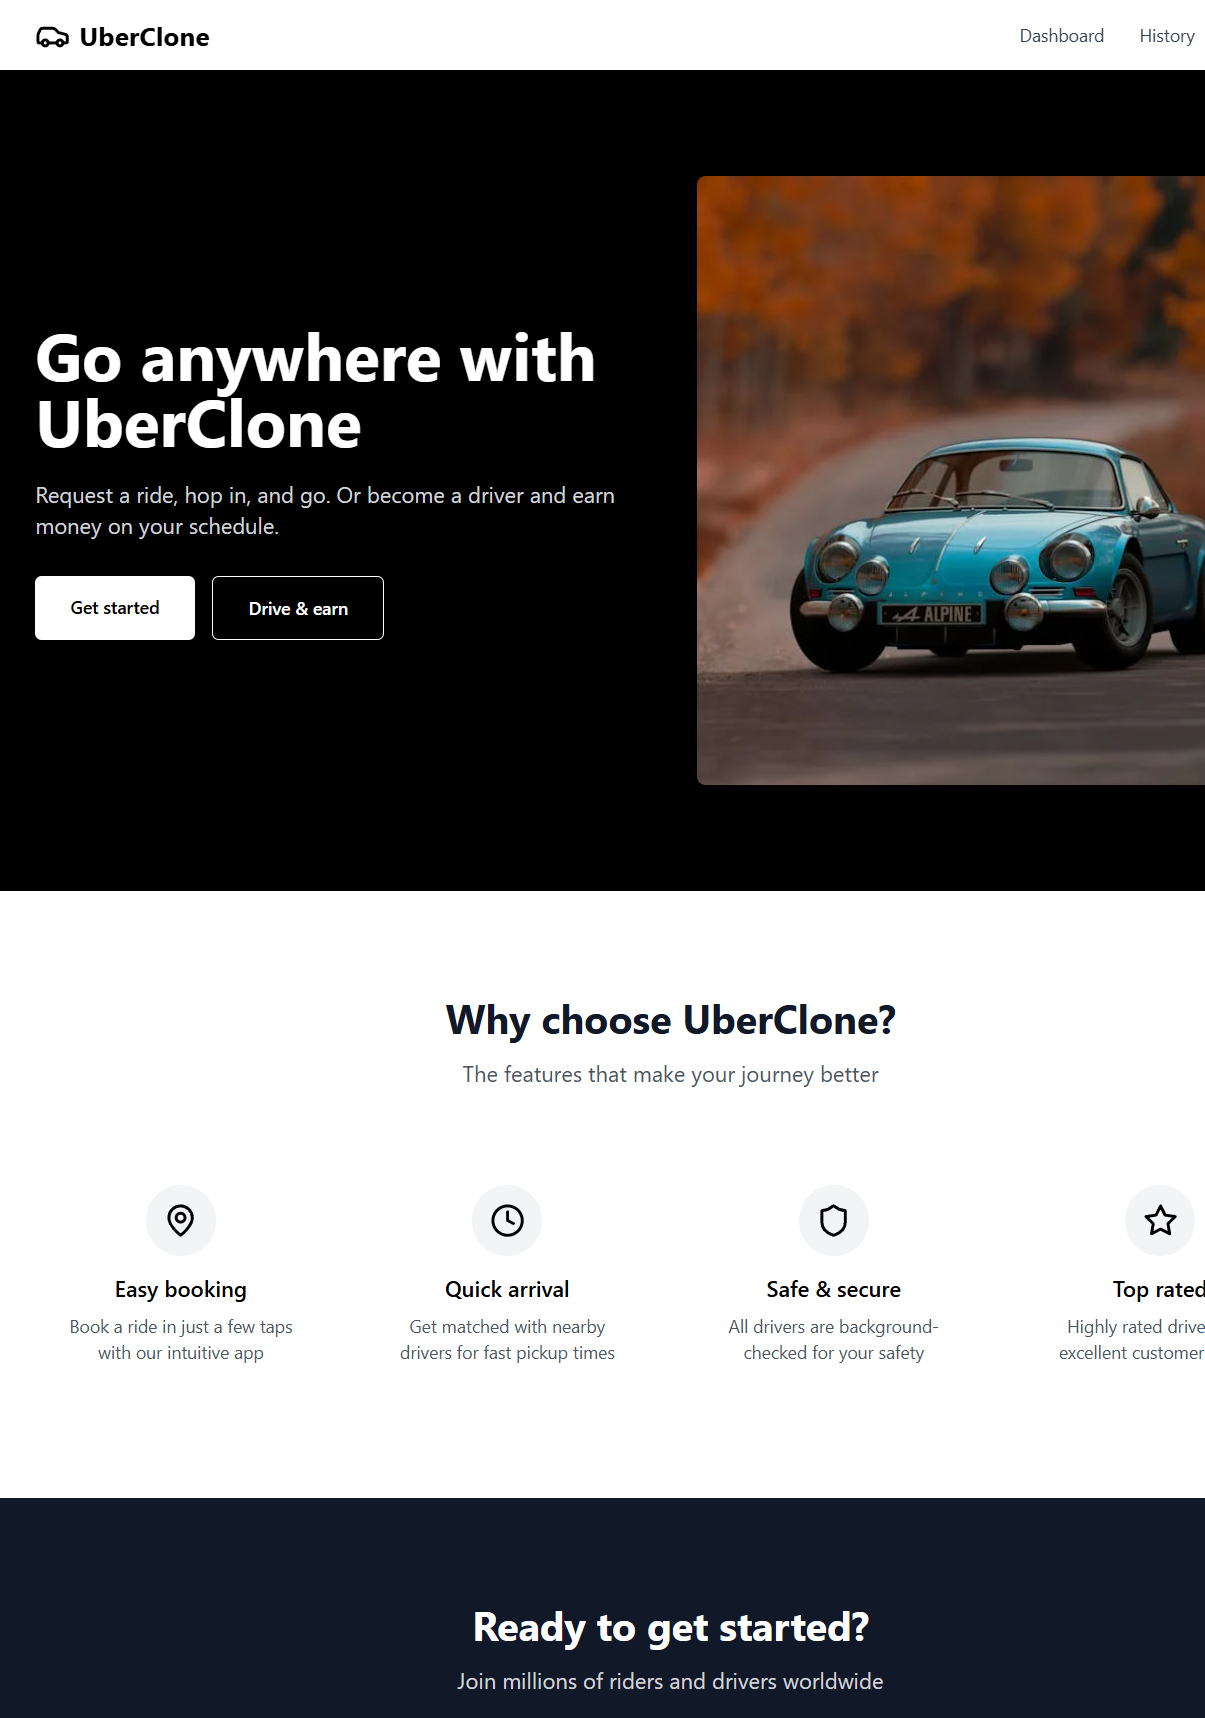 UberClone
Dashboard
History
Go anywhere with
UberClone
Request a ride, hop in, and go. Or become a driver and earn
money on your schedule.
Get started
Drive & earn
ALPINE
A ALPINE
Why choose UberClone?
The features that make your journey better
Easy booking
Book a ride in just a few taps
with our intuitive app
Quick arrival
Get matched with nearby
drivers for fast pickup times
Safe & secure
All drivers are background-
checked for your safety
Top rated
Highly rated drive
excellent customer
Ready to get started?
Join millions of riders and drivers worldwide